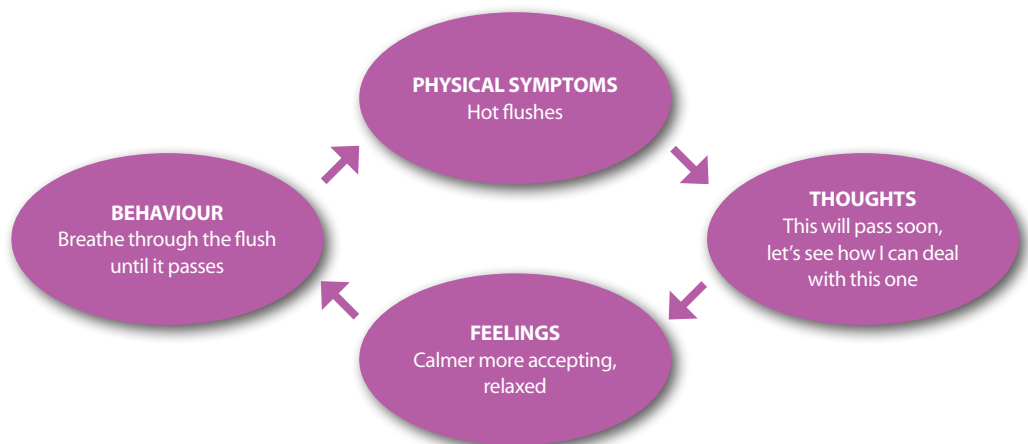 PHYSICAL SYMPTOMS
Hot flushes
THOUGHTS
This will pass soon,
let’s see how I can deal
with this one
FEELINGS
Calmer more accepting,
relaxed
BEHAVIOUR
Breathe through the flush
until it passes